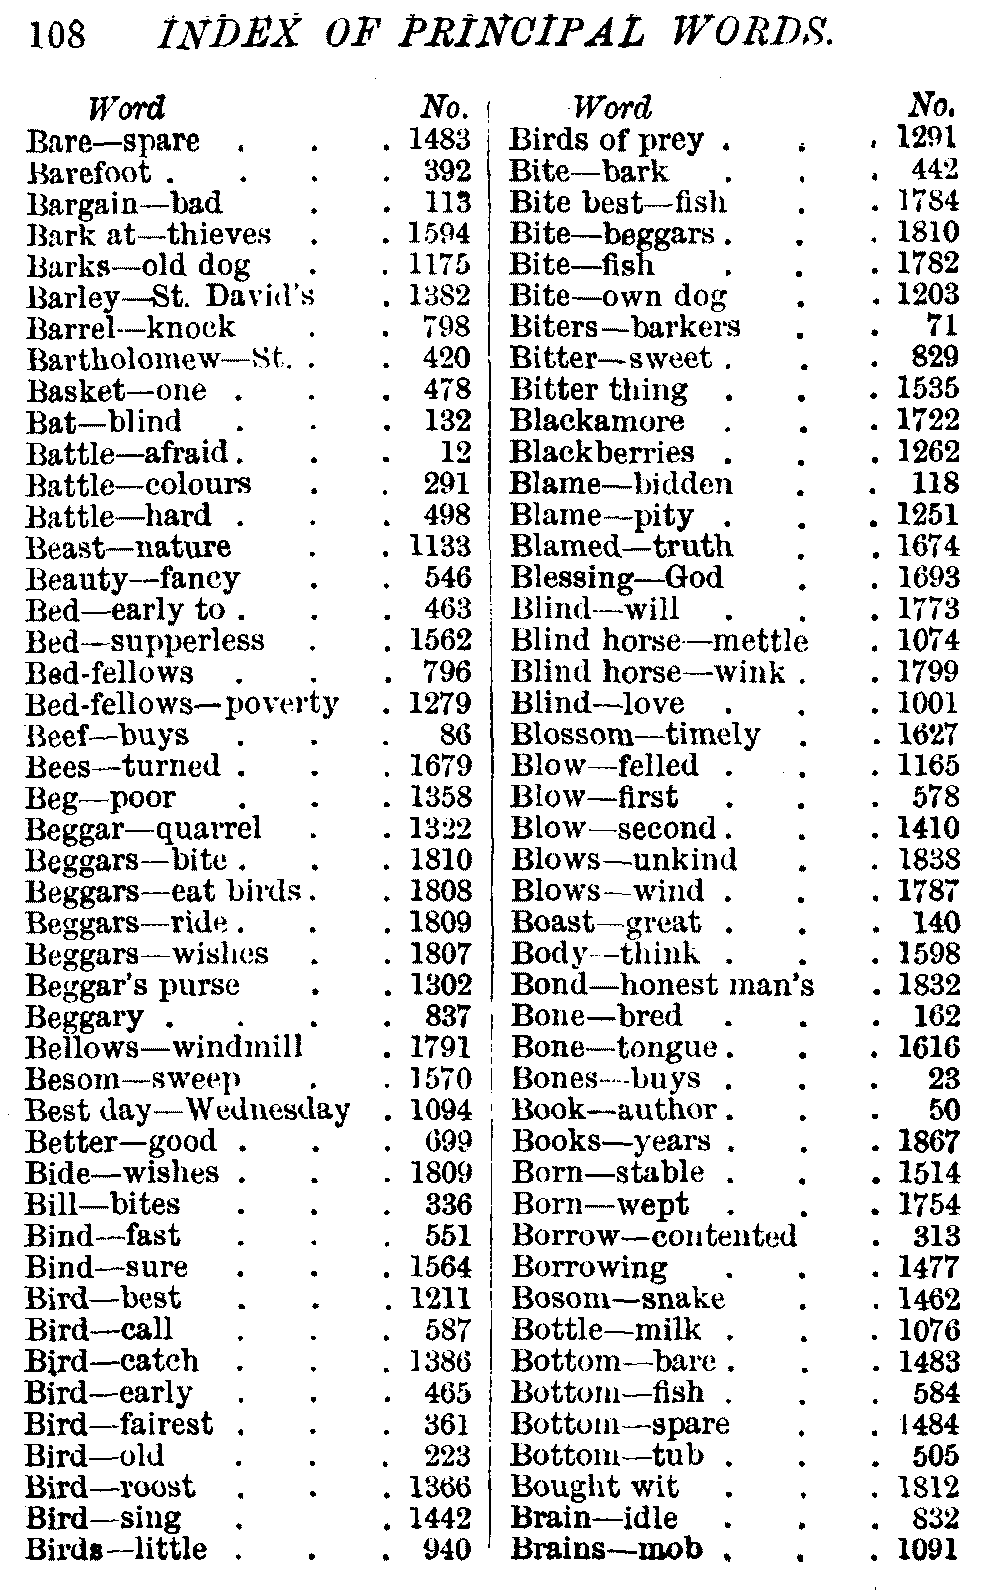 108 INDEX OF PRINCIPAL WORDS.
Word No.
Bare—spare . . . 1483
Barefoot . . . . 392
Bargain—bad . . 113
Bark at—thieves . . 1594
Barks—old dog . . 1175
Barley—St. David's . 1382
Barrel—knock . . 798
Bartholomew—St. . . 420
Basket—one . . . 478
Bat—blind . . . 132
Battle—afraid . . . 12
Battle—colours . . 291
Battle—hard . . . 498
Beast—nature . . 1133
Beauty—fancy . . 546
Bed—early to . . . 463
Bed—supperless . . 1562
Bed-fellows . . . 796
Bed-fellows—poverty . 1279
Beef—buys . . . 86
Bees—turned . . . 1679
Beg—poor . . . 1358
Beggar—quarrel . . 1322
Beggars—bite . . . 1810
Beggars—eat birds . . 1808
Beggars—ride . . . 1809
Beggars—wishes . . 1807
Beggar's purse . . 1302
Beggary . . . . 837
Bellows—windmill . 1791
Besom—sweep . . 1570
Best day—Wednesday . 1094
Better—good . . . 699
Bide—wishes . . . 1809
Bill—bites . . . 336
Bind—fast . . . 551
Bind—sure . . . 1564
Bird—best . . . 1211
Bird—call . . . 587
Bird—catch . . . 1386
Bird—early . . . 465
Bird—fairest . . . 361
Bird—old . . . 223
Bird—roost . . . 1366
Bird—sing . . . 1442
Birds—little . . . 940
Word No.
Birds of prey . . . 1291
Bite—bark . . . 442
Bite best—fish . . 1784
Bite—beggars . . . 1810
Bite—fish . . . 1782
Bite—own dog . . 1203
Biters—barkers . . 71
Bitter—sweet . . . 829
Bitter thing . . . 1535
Blackamore . . . 1722
Blackberries . . . 1262
Blame—bidden . . 118
Blame—pity . . . 1251
Blamed—truth . . 1674
Blessing—God . . 1693
Blind—will . . . 1773
Blind horse—mettle . 1074
Blind horse—wink . . 1799
Blind—love . . . 1001
Blossom—timely . . 1627
Blow—felled . . . 1165
Blow—first . . . 578
Blow—second . . . 1410
Blows—unkind . . 1838
Blows—wind . . . 1787
Boast—great . . . 140
Body—think . . . 1598
Bond—honest man's . 1832
Bone—bred . . . 162
Bone—tongue . . . 1616
Bones—buys . . . 23
Book—author . . . 50
Books—years . . . 1867
Born—stable . . . 1514
Born—wept . . . 1754
Borrow—contented . 313
Borrowing . . . 1477
Bosom—snake . . 1462
Bottle—milk . . . 1076
Bottom—bare . . . 1483
Bottom—fish . . . 584
Bottom—spare . . 1484
Bottom—tub . . . 505
Bought wit . . . 1812
Brain—idle . . . 832
Brains—mob . . . 1091